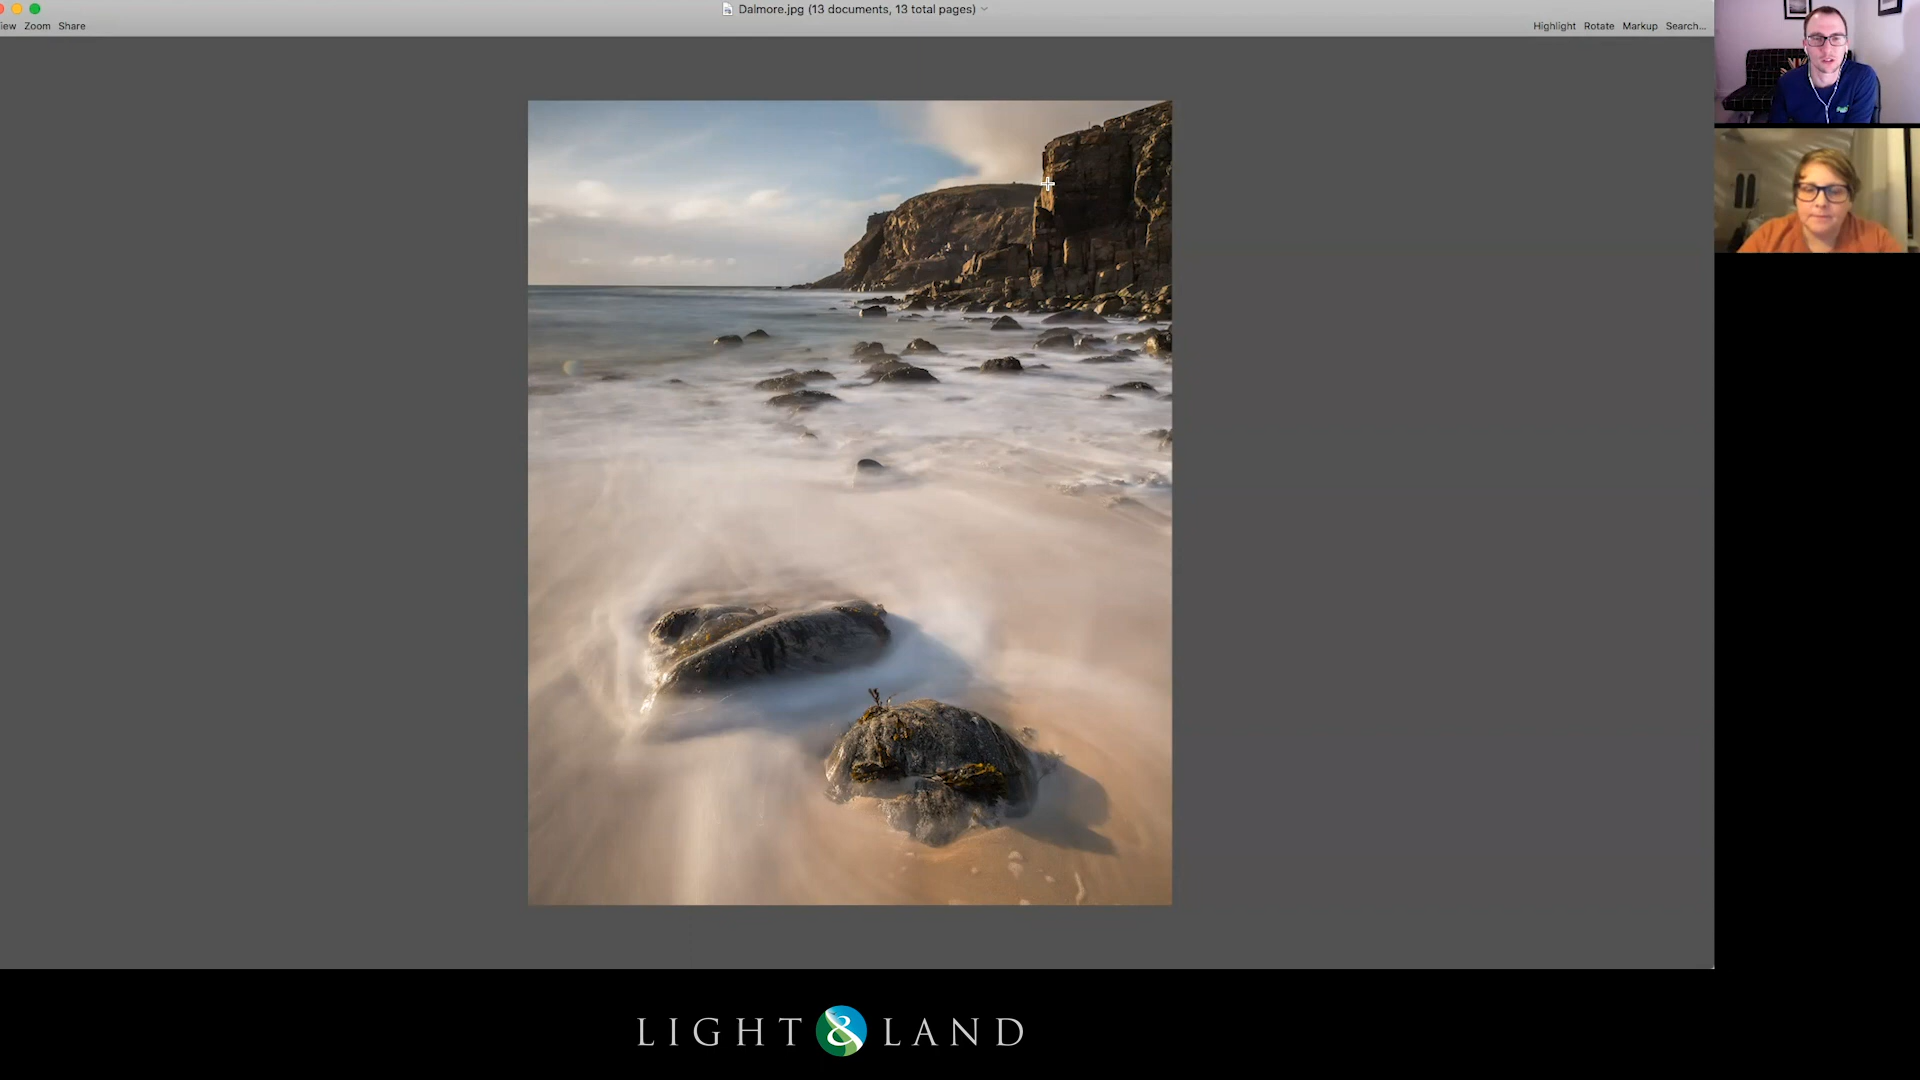 Dalmore.jpg (13 documents, 13 total pages)
iew Zoom Share
Highlight Rotate Markup Search...
LIGHT & LAND